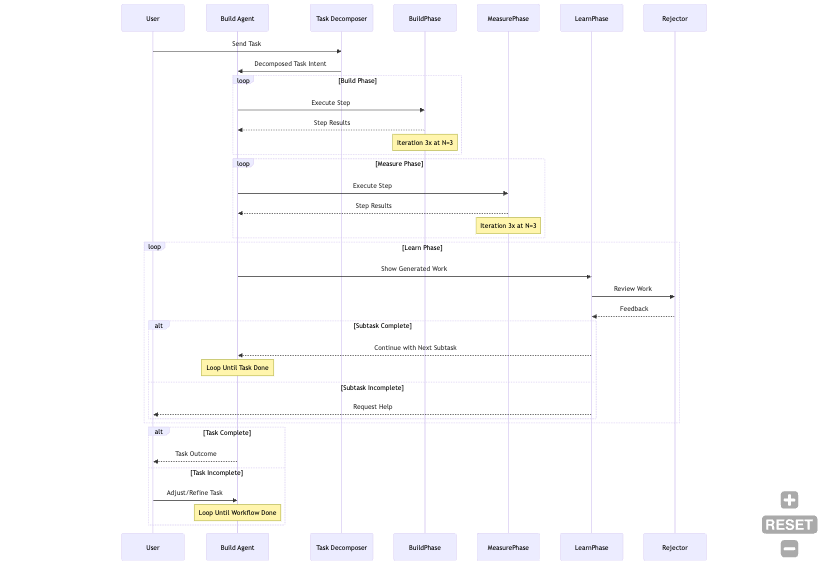 User
Build Agent
Task Decomposer
BuildPhase
MeasurePhase
LearnPhase
Rejector
Send Task
Decomposed Task Intent
loop
[Build Phase]
Execute Step
Step Results
Iteration 3x at N=3
loop
[Measure Phase]
Execute Step
Step Results
Iteration 3x at N=3
loop
[Learn Phase]
Show Generated Work
Review Work
Feedback
alt
[Subtask Complete]
Continue with Next Subtask
Loop Until Task Done
[Subtask Incomplete]
Request Help
alt
[Task Complete]
Task Outcome
[Task Incomplete]
Adjust/Refine Task
Loop Until Workflow Done
RESET
User
Build Agent
Task Decomposer
BuildPhase
MeasurePhase
LearnPhase
Rejector